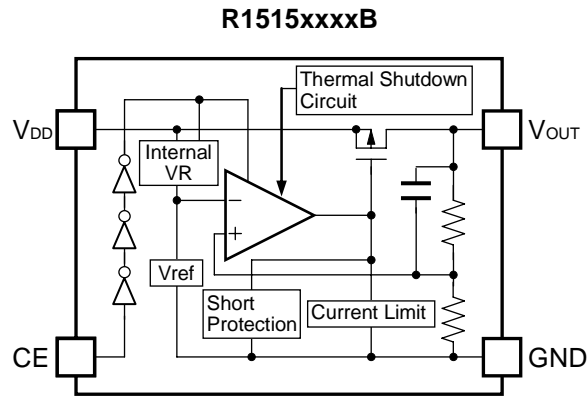 R1515xxxxB
Thermal Shutdown
Circuit
VDD
VOUT
Internal
VR
−
+
Vref
Short
Protection
Current Limit
CE
GND